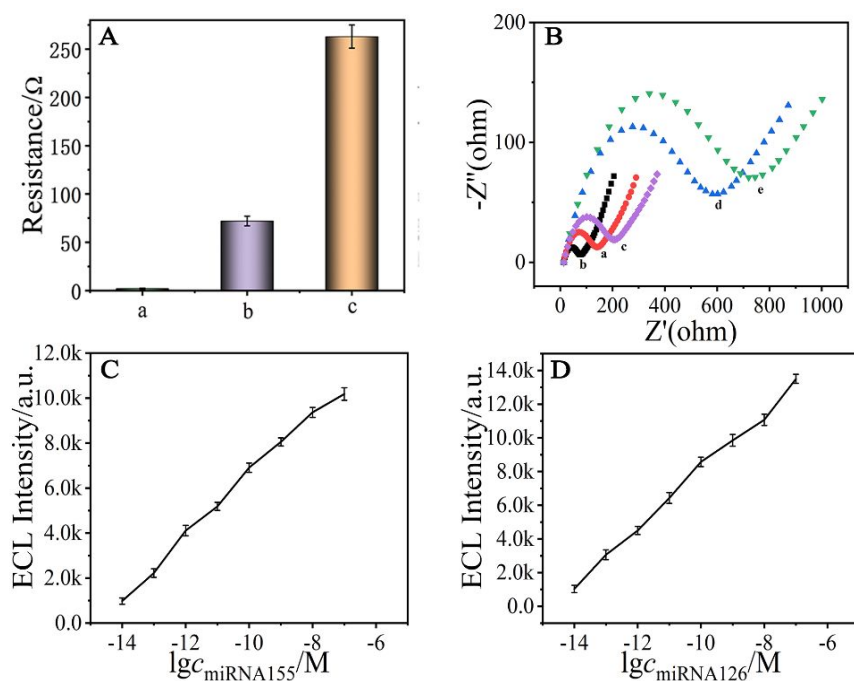 A
Resistance/Ω
250
200
150
100
50
0
a b c
B
-Z"(ohm)
200
100
0
b a c d e
0 200 400 600 800 1000
Z'(ohm)
C
ECL Intensity/a.u.
12.0k
10.0k
8.0k
6.0k
4.0k
2.0k
0.0
-14 -12 -10 -8 -6
lgcmiRNA155/M
D
ECL Intensity/a.u.
14.0k
12.0k
10.0k
8.0k
6.0k
4.0k
2.0k
0.0
-14 -12 -10 -8 -6
lgcmiRNA126/M